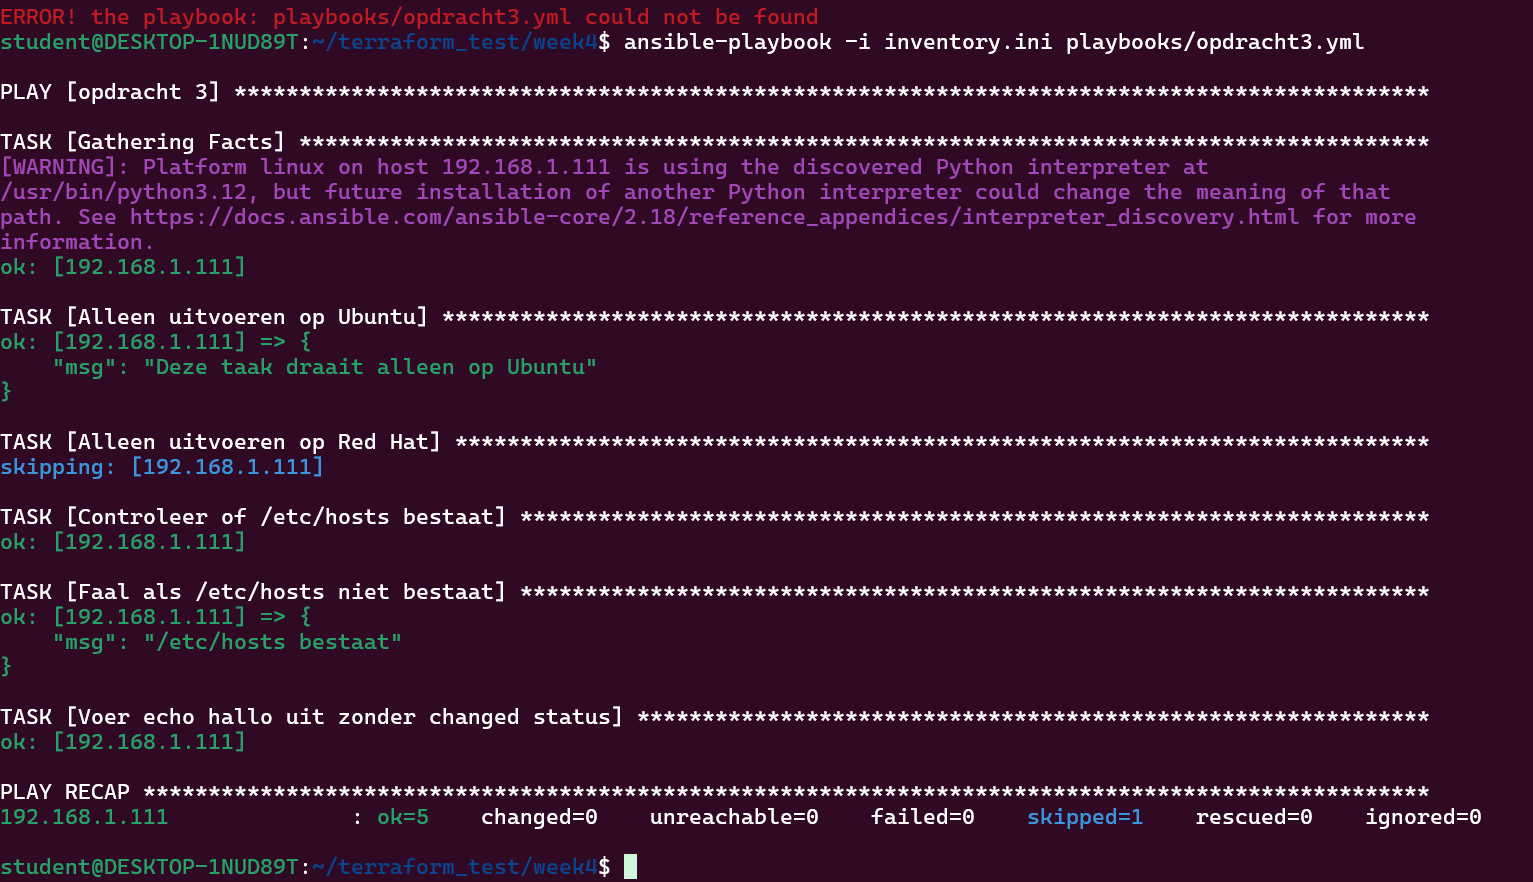 ERROR! the playbook: playbooks/opdracht3.yml could not be found
student@DESKTOP-1NUD89T:~/terraform_test/week4$ ansible-playbook -i inventory.ini playbooks/opdracht3.yml
PLAY [opdracht 3] ********************************************************************************************
TASK [Gathering Facts] ***************************************************************************************
[WARNING]: Platform linux on host 192.168.1.111 is using the discovered Python interpreter at
/usr/bin/python3.12, but future installation of another Python interpreter could change the meaning of that
path. See https://docs.ansible.com/ansible-core/2.18/reference_appendices/interpreter_discovery.html for more
information.
ok: [192.168.1.111]
TASK [Alleen uitvoeren op Ubuntu] ****************************************************************************
ok: [192.168.1.111] => {
    "msg": "Deze taak draait alleen op Ubuntu"
}
TASK [Alleen uitvoeren op Red Hat] ***************************************************************************
skipping: [192.168.1.111]
TASK [Controleer of /etc/hosts bestaat] **********************************************************************
ok: [192.168.1.111]
TASK [Faal als /etc/hosts niet bestaat] **********************************************************************
ok: [192.168.1.111] => {
    "msg": "/etc/hosts bestaat"
}
TASK [Voer echo hallo uit zonder changed status] *************************************************************
ok: [192.168.1.111]
PLAY RECAP ***************************************************************************************************
192.168.1.111              : ok=5    changed=0    unreachable=0    failed=0    skipped=1    rescued=0    ignored=0
student@DESKTOP-1NUD89T:~/terraform_test/week4$